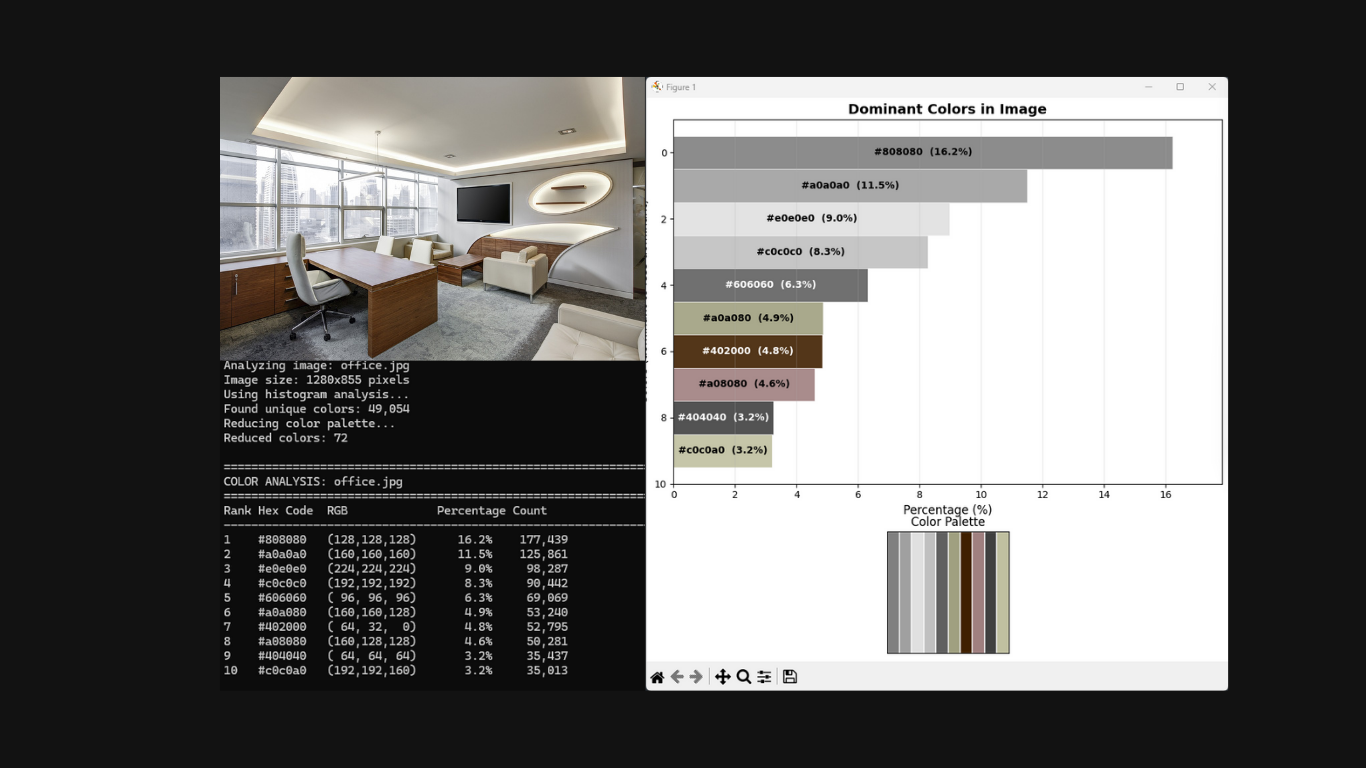 Analyzing image: office.jpg
Image size: 1280x855 pixels
Using histogram analysis...
Found unique colors: 49,054
Reducing color palette...
Reduced colors: 72
COLOR ANALYSIS: office.jpg
Rank Hex Code RGB Percentage Count
1 #808080 (128,128,128) 16.2% 177,439
2 #a0a0a0 (160,160,160) 11.5% 125,861
3 #e0e0e0 (224,224,224) 9.0% 98,287
4 #c0c0c0 (192,192,192) 8.3% 90,442
5 #606060 ( 96, 96, 96) 6.3% 69,069
6 #a0a080 (160,160,128) 4.9% 53,240
7 #402000 ( 64, 32, 0) 4.8% 52,795
8 #a08080 (160,128,128) 4.6% 50,281
9 #404040 ( 64, 64, 64) 3.2% 35,437
10 #c0c0a0 (192,192,160) 3.2% 35,013
Figure 1
Dominant Colors in Image
0 #808080 (16.2%)
#a0a0a0 (11.5%)
2 #e0e0e0 (9.0%)
#c0c0c0 (8.3%)
4 #606060 (6.3%)
#a0a080 (4.9%)
6 #402000 (4.8%)
#a08080 (4.6%)
8 #404040 (3.2%)
#c0c0a0 (3.2%)
10
0 2 4 6 8 10 12 14 16
Percentage (%)
Color Palette